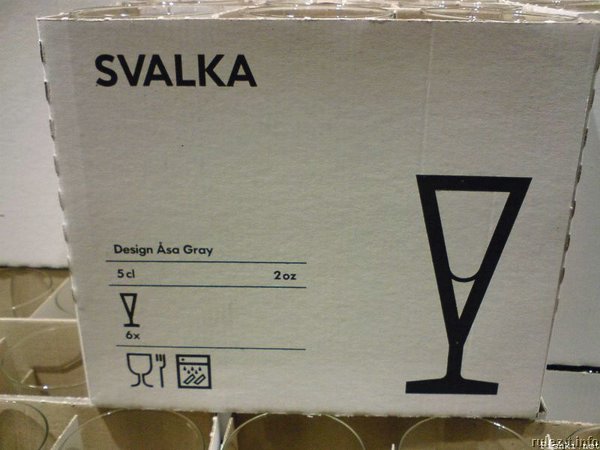 SVALKA
Design Åsa Gray
5 cl 2 oz
6x